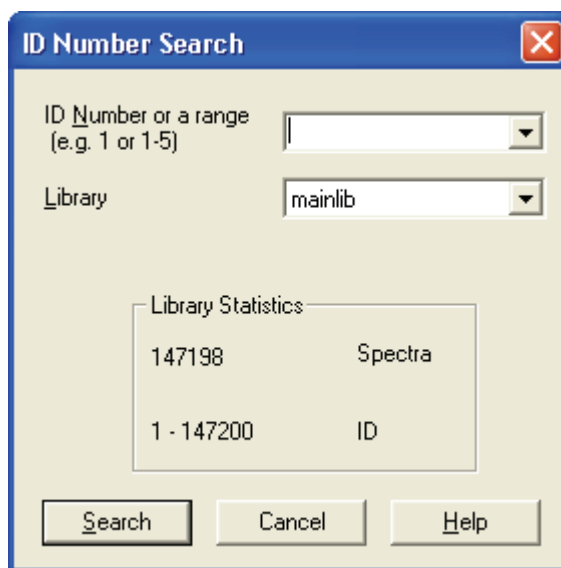 ID Number Search
ID Number or a range
(e.g. 1 or 1-5)
Library
mainlib
Library Statistics
147198 Spectra
1 - 147200 ID
Search Cancel Help